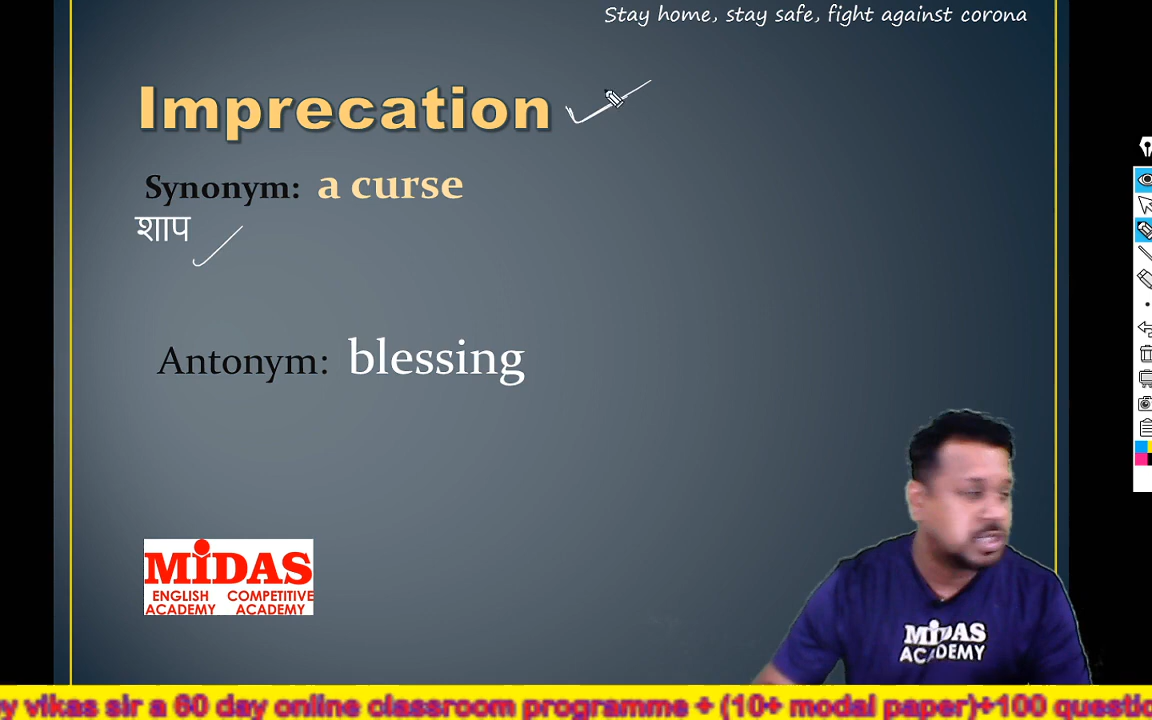 Stay home, stay safe, fight against corona
Imprecation
Synonym: a curse
शाप
Antonym: blessing
MiDAS
ENGLISH COMPETITIVE
ACADEMY ACADEMY
MiDAS
ACADEMY
vikas sir a 60 day online classroom programme + (10+ modal paper)+100